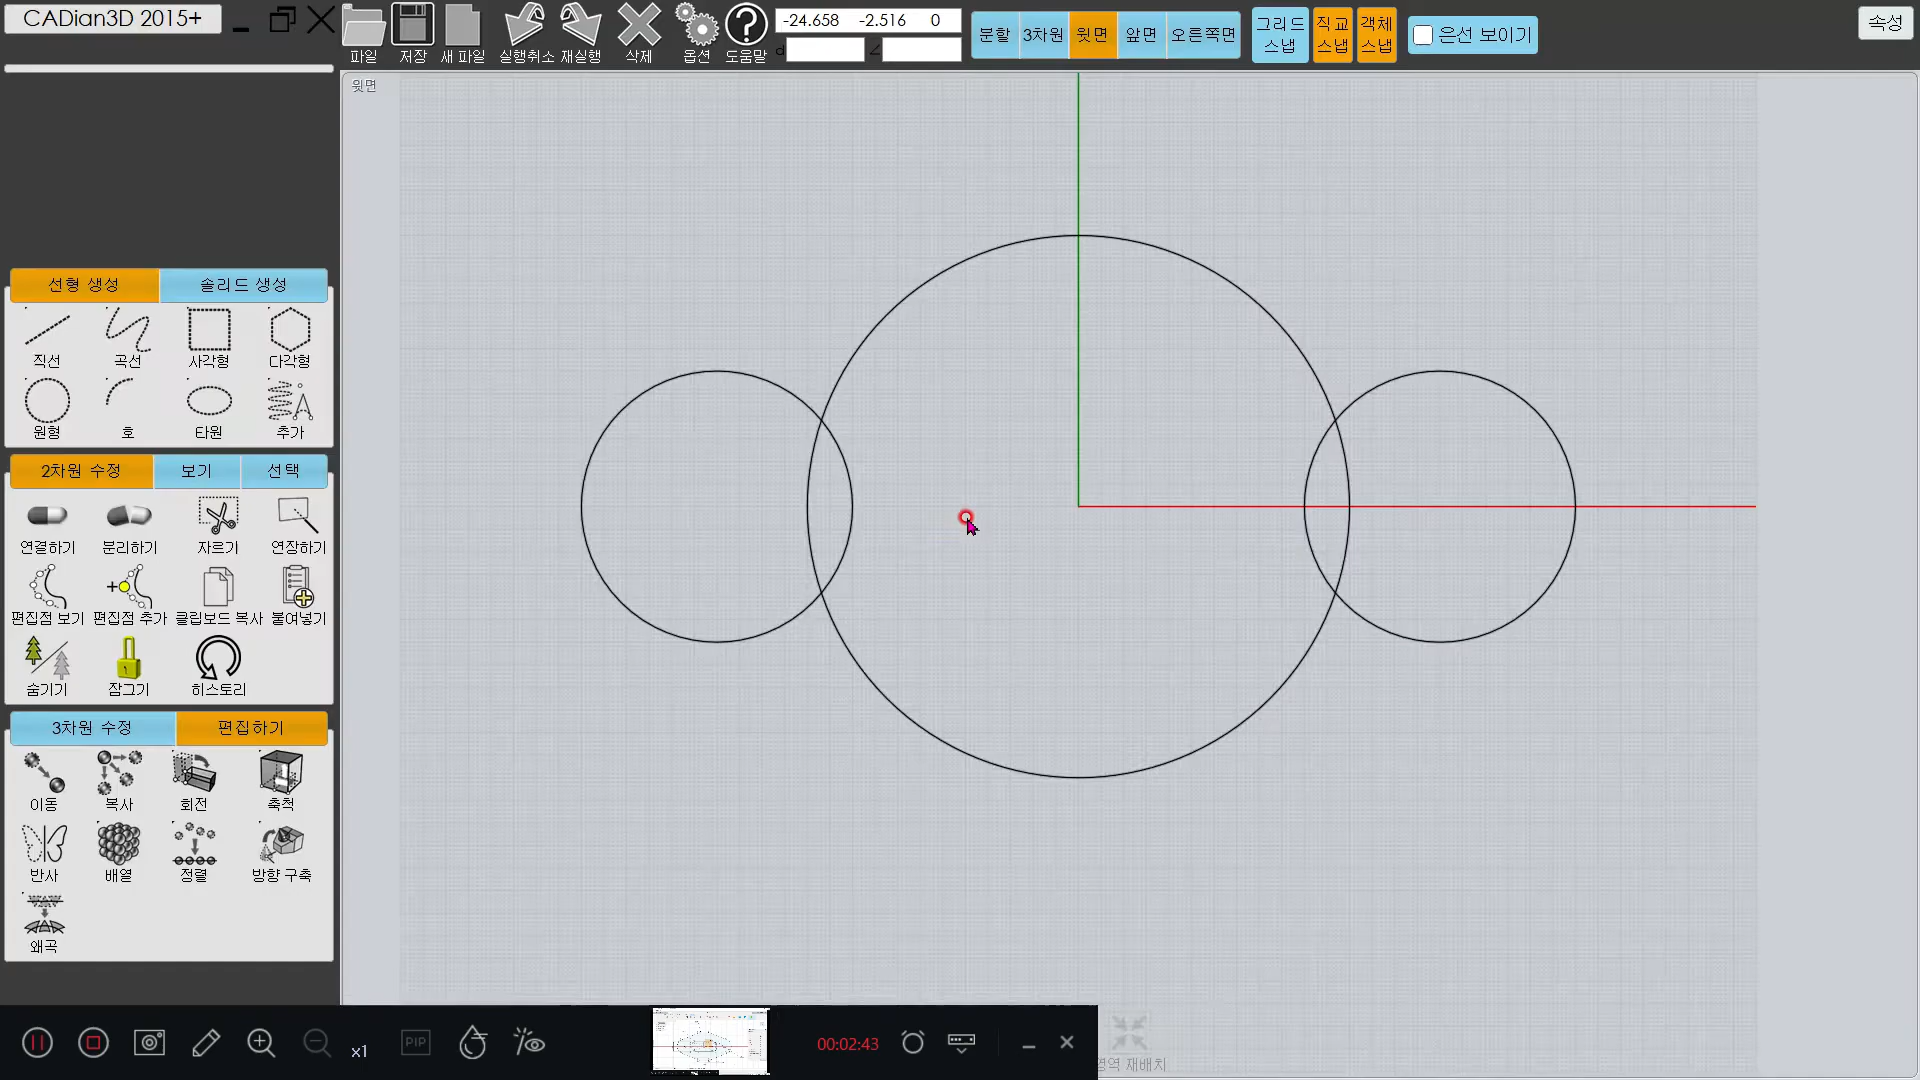 CADian3D 2015+
파일 저장 새 파일 실행취소 재실행 삭제 옵션 도움말
-24.658 -2.516 0
d ∠
분할 3차원 윗면 앞면 오른쪽면
그리드 스냅
직교 스냅
객체 스냅
은선 보이기
속성
윗면
선형 생성 솔리드 생성
직선 곡선 사각형 다각형
원형 호 타원 추가
2차원 수정 보기 선택
연결하기 분리하기 자르기 연장하기
편집점 보기 편집점 추가 클립보드 복사 붙여넣기
숨기기 잠그기 히스토리
3차원 수정 편집하기
이동 복사 회전 축척
반사 배열 정렬 방향 구축
왜곡
x1 PIP 00:02:43
영역 재배치